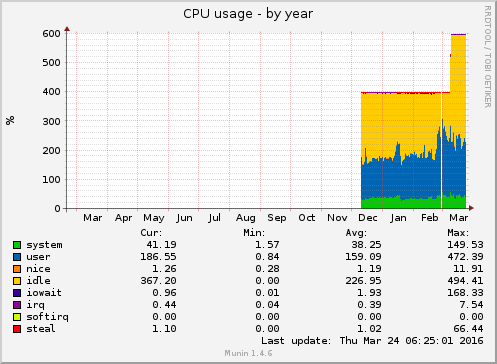 CPU usage - by year
RRDTOOL / TOBI OETIKER
%
600
500
400
300
200
100
0
Mar Apr May Jun Jul Aug Sep Oct Nov Dec Jan Feb Mar
Cur: Min: Avg: Max:
system 41.19 1.57 38.25 149.53
user 186.55 0.84 159.09 472.39
nice 1.26 0.28 1.19 11.91
idle 367.20 0.00 226.95 494.41
iowait 0.96 0.01 1.93 168.33
irq 0.44 0.04 0.39 7.54
softirq 0.00 0.00 0.00 0.00
steal 1.10 0.00 1.02 66.44
Last update: Thu Mar 24 06:25:01 2016
Munin 1.4.6